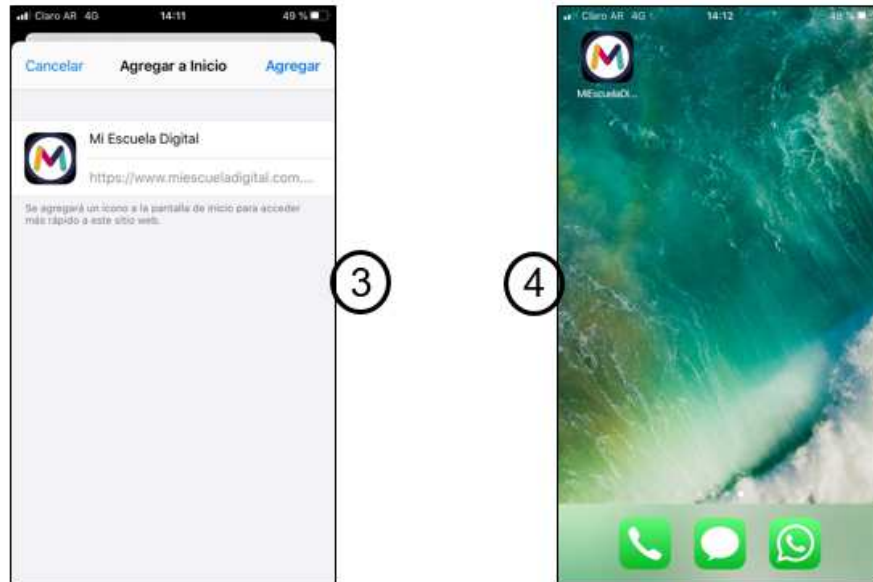 Claro AR 4G 14:11 49 %
Cancelar Agregar a Inicio Agregar
Mi Escuela Digital
https://www.miescueladigital.com....
Se agregará un icono a la pantalla de inicio para acceder
más rápido a este sitio web.
3
Claro AR 4G 14:12 49 %
MiEscuelaDi...
4